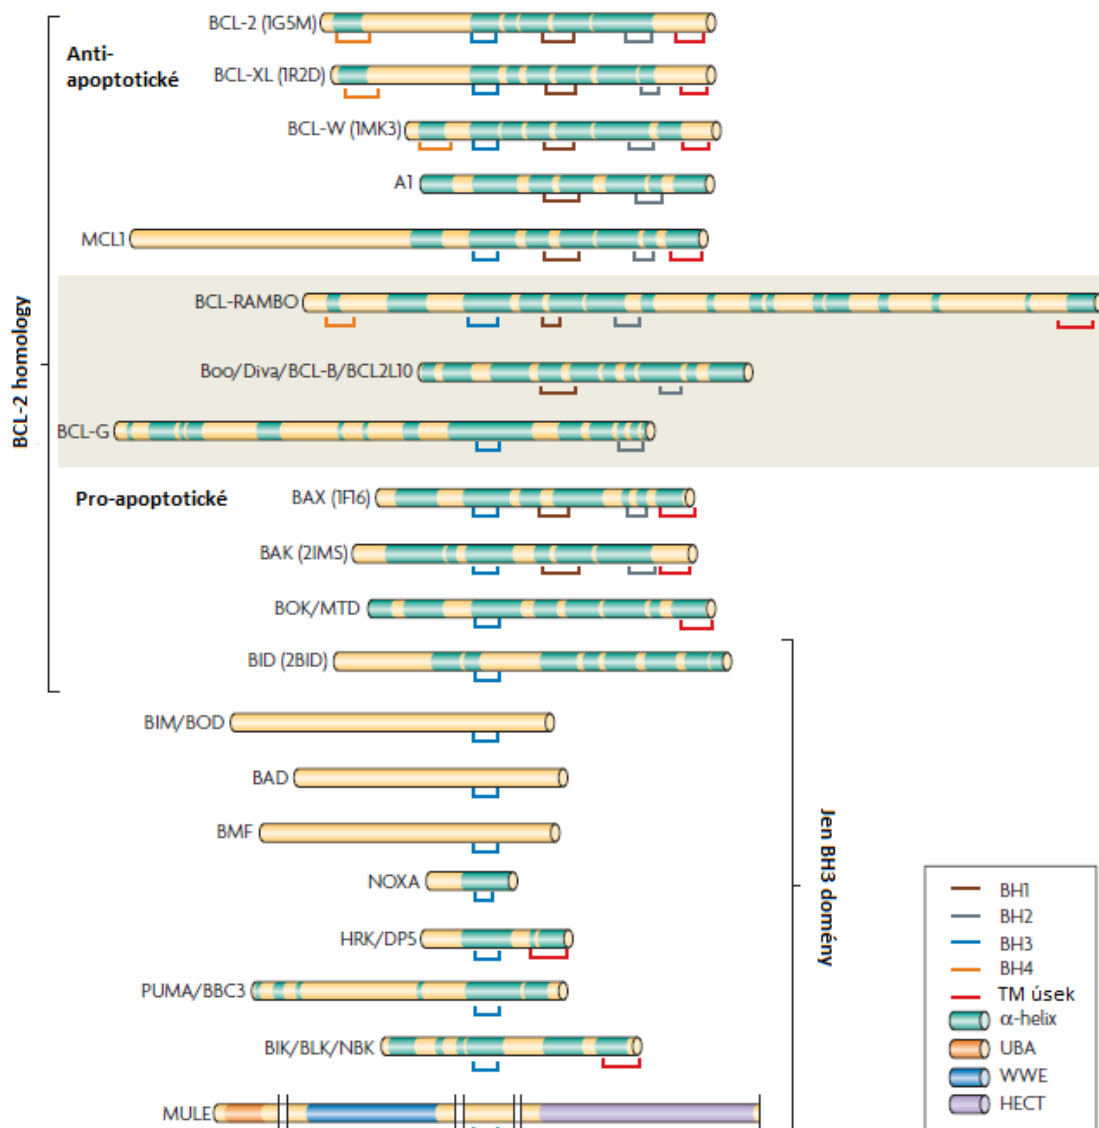 BCL-2 (1G5M)
Anti-
apoptotické
BCL-XL (1R2D)
BCL-W (1MK3)
A1
MCL1
BCL-RAMBO
Boo/Diva/BCL-B/BCL2L10
BCL-G
BCL-2 homology
Pro-apoptotické
BAX (1F16)
BAK (2IMS)
BOK/MTD
BID (2BID)
BIM/BOD
BAD
BMF
NOXA
HRK/DP5
PUMA/BBC3
BIK/BLK/NBK
MULE
Jen BH3 domény
BH1
BH2
BH3
BH4
TM úsek
α-helix
UBA
WWE
HECT